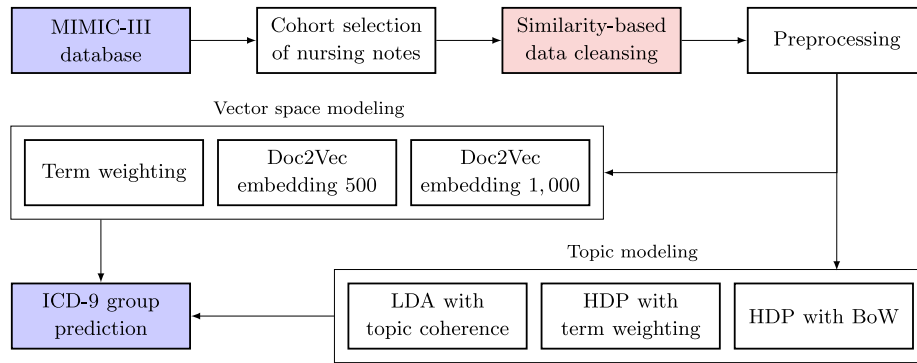 MIMIC-III
database
Cohort selection
of nursing notes
Similarity-based
data cleansing
Preprocessing
Vector space modeling
Term weighting
Doc2Vec
embedding 500
Doc2Vec
embedding 1,000
Topic modeling
ICD-9 group
prediction
LDA with
topic coherence
HDP with
term weighting
HDP with BoW